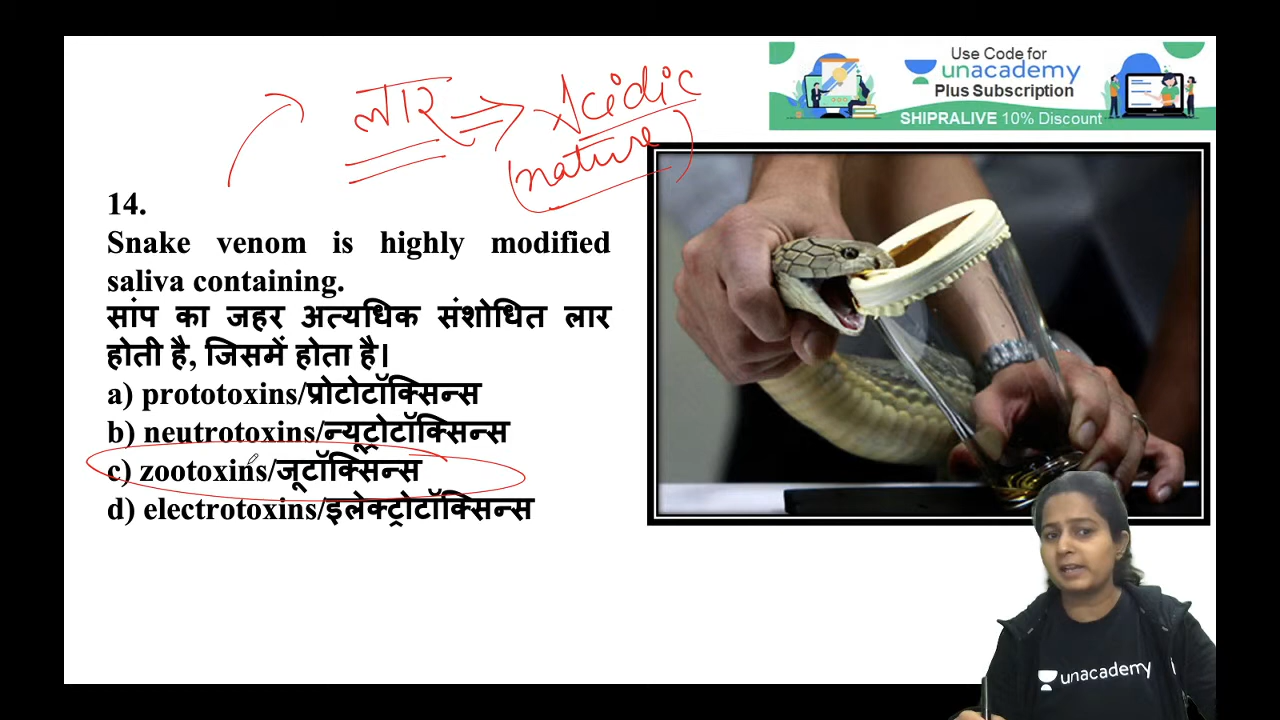 लार => Acidic
nature
Use Code for
unacademy
Plus Subscription
SHIPRALIVE 10% Discount
14.
Snake venom is highly modified
saliva containing.
सांप का जहर अत्यधिक संशोधित लार
होती है, जिसमें होता है।
a) prototoxins/प्रोटोटॉक्सिन्स
b) neutrotoxins/न्यूट्रोटॉक्सिन्स
c) zootoxins/जूटॉक्सिन्स
d) electrotoxins/इलेक्ट्रोटॉक्सिन्स
unacademy